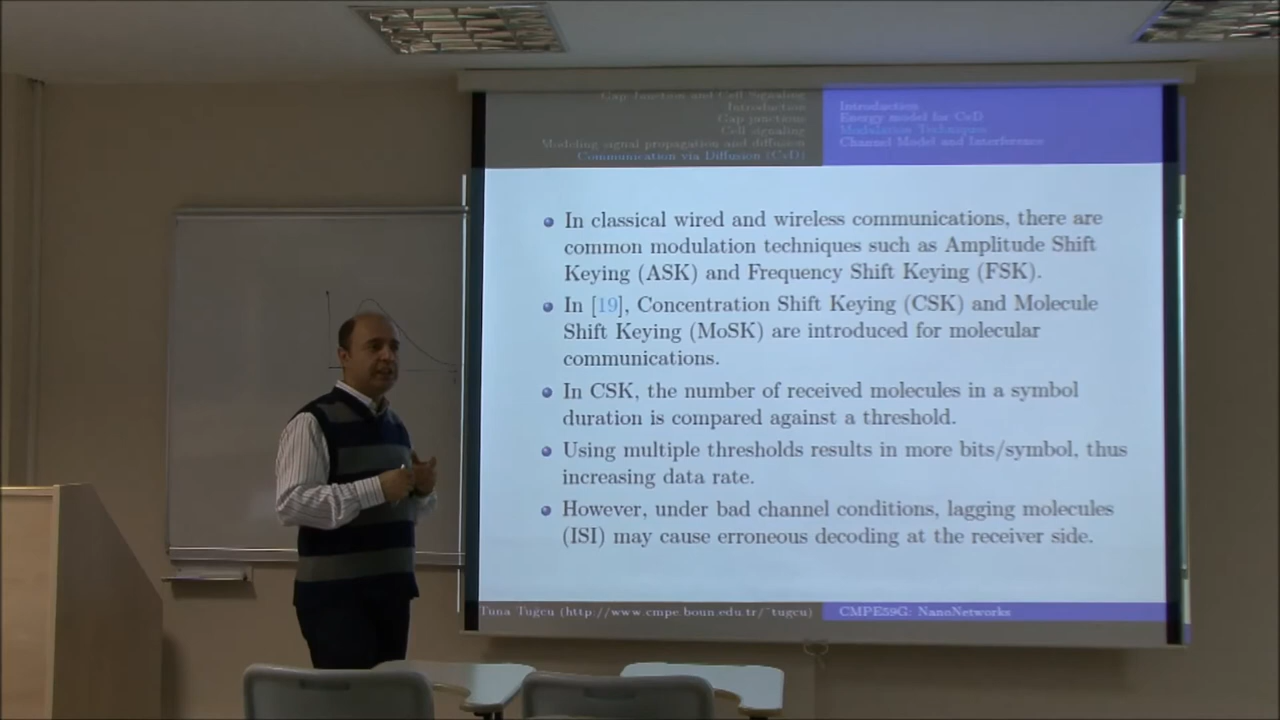 Gap Junction and Cell Signaling
Introduction
Gap junctions
Cell signaling
Modeling signal propagation and diffusion
Communication via Diffusion (CvD)
Introduction
Energy model for CvD
Modulation Techniques
Channel Model and Interference
In classical wired and wireless communications, there are
common modulation techniques such as Amplitude Shift
Keying (ASK) and Frequency Shift Keying (FSK).
In [19], Concentration Shift Keying (CSK) and Molecule
Shift Keying (MoSK) are introduced for molecular
communications.
In CSK, the number of received molecules in a symbol
duration is compared against a threshold.
Using multiple thresholds results in more bits/symbol, thus
increasing data rate.
However, under bad channel conditions, lagging molecules
(ISI) may cause erroneous decoding at the receiver side.
Tuna Tuğcu (http://www.cmpe.boun.edu.tr/~tugcu)
CMPE59G: NanoNetworks